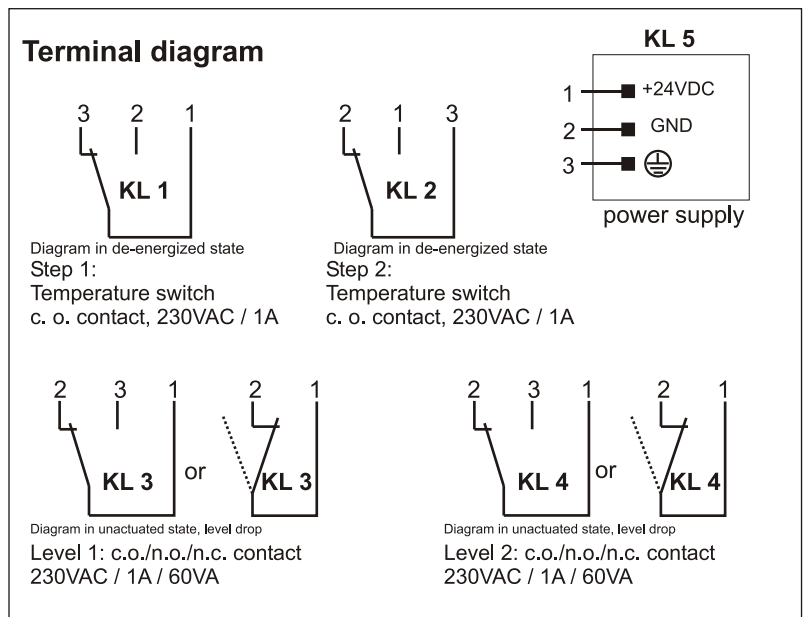 Terminal diagram
KL 5
1 +24VDC
2 GND
3
power supply
3 2 1
KL 1
Diagram in de-energized state
Step 1:
Temperature switch
c. o. contact, 230VAC / 1A
2 1 3
KL 2
Diagram in de-energized state
Step 2:
Temperature switch
c. o. contact, 230VAC / 1A
2 3 1
KL 3
or
2 1
KL 3
Diagram in unactuated state, level drop
Level 1: c.o./n.o./n.c. contact
230VAC / 1A / 60VA
2 3 1
KL 4
or
2 1
KL 4
Diagram in unactuated state, level drop
Level 2: c.o./n.o./n.c. contact
230VAC / 1A / 60VA